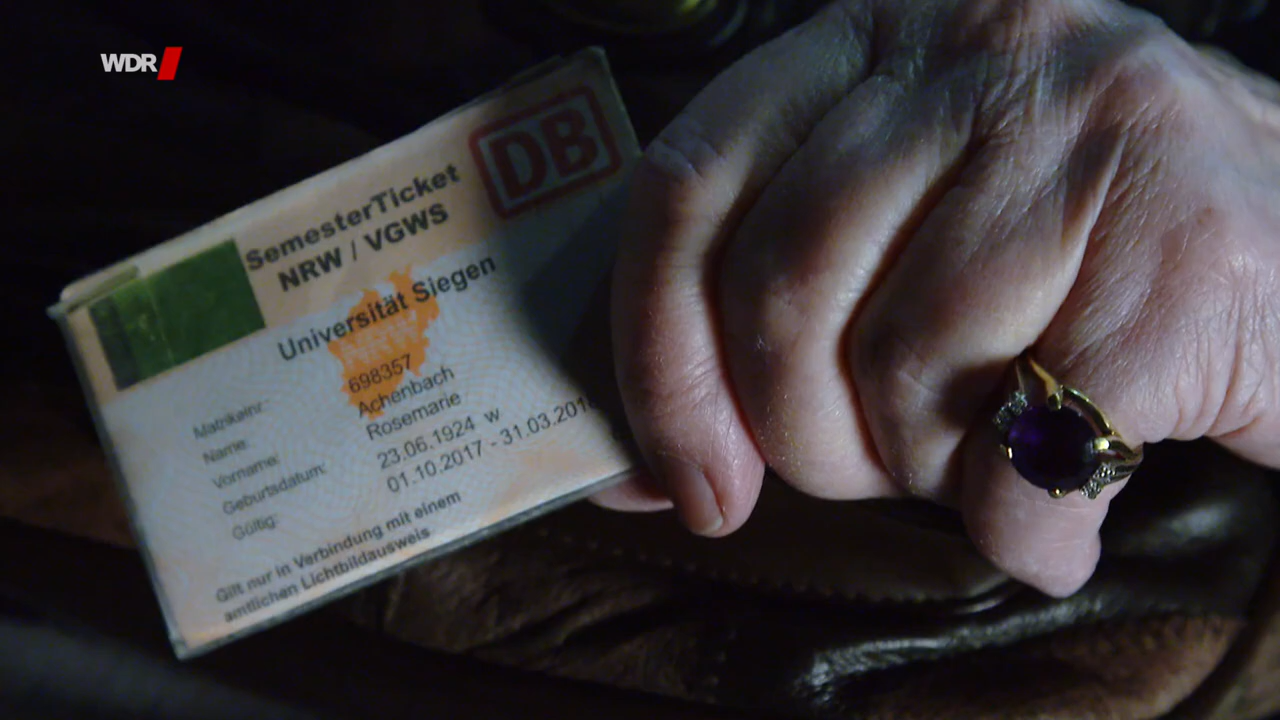 WDR
DB
SemesterTicket
NRW / VGWS
Universität Siegen
Matrikelnr.: 698357
Name: Achenbach
Vorname: Rosemarie
Geburtsdatum: 23.06.1924 w
Gültig: 01.10.2017 - 31.03.2018
Gilt nur in Verbindung mit einem
amtlichen Lichtbildausweis